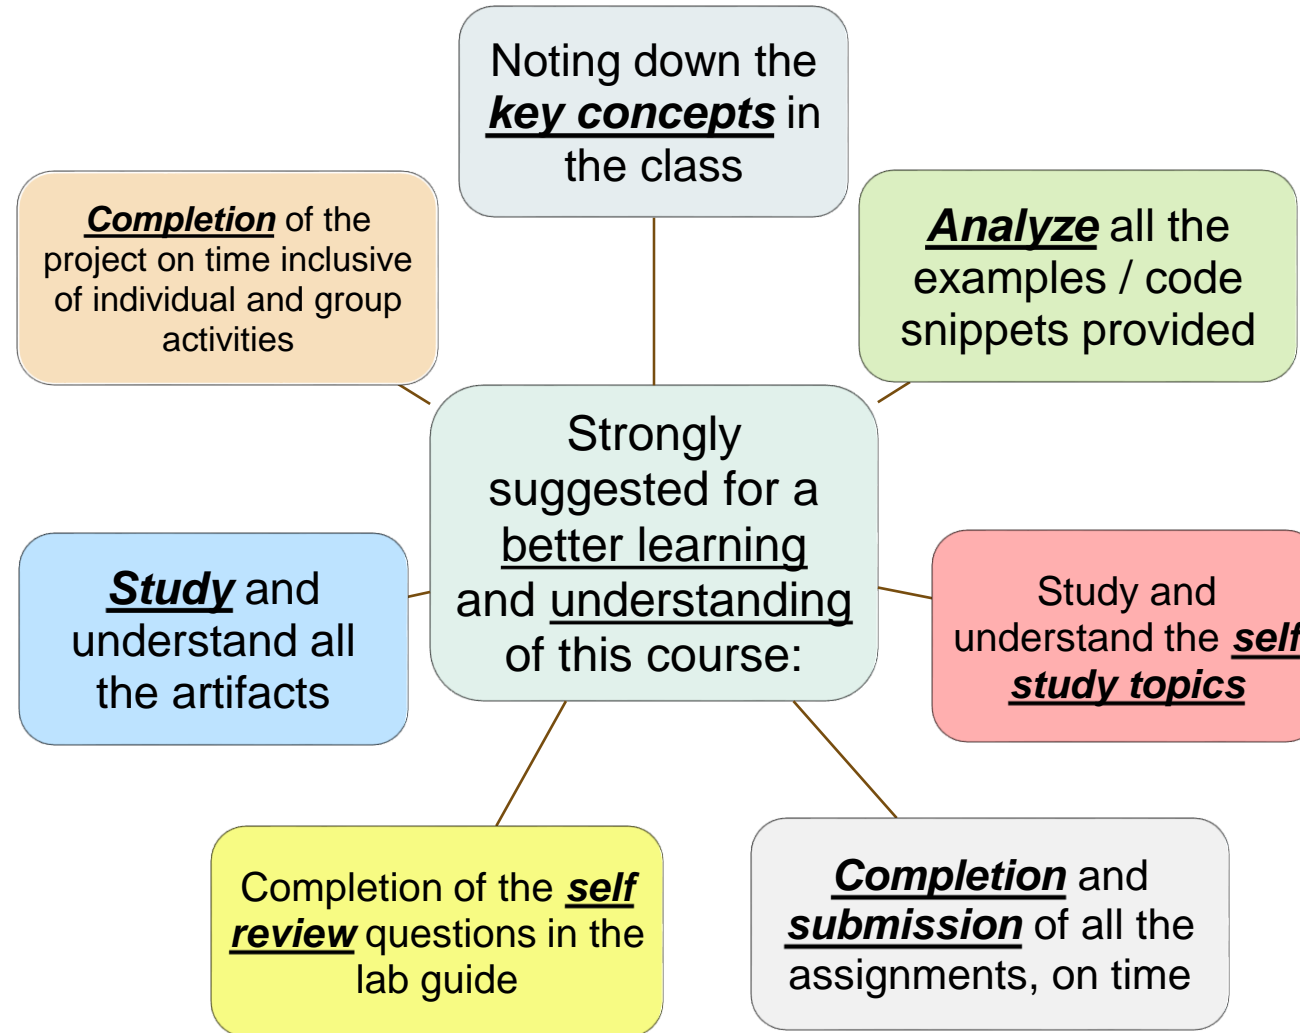 Noting down the
key concepts in
the class
Analyze all the
examples / code
snippets provided
Study and
understand the self
study topics
Completion and
submission of all the
assignments, on time
Completion of the self
review questions in the
lab guide
Study and
understand all
the artifacts
Completion of the
project on time inclusive
of individual and group
activities
Strongly
suggested for a
better learning
and understanding
of this course: